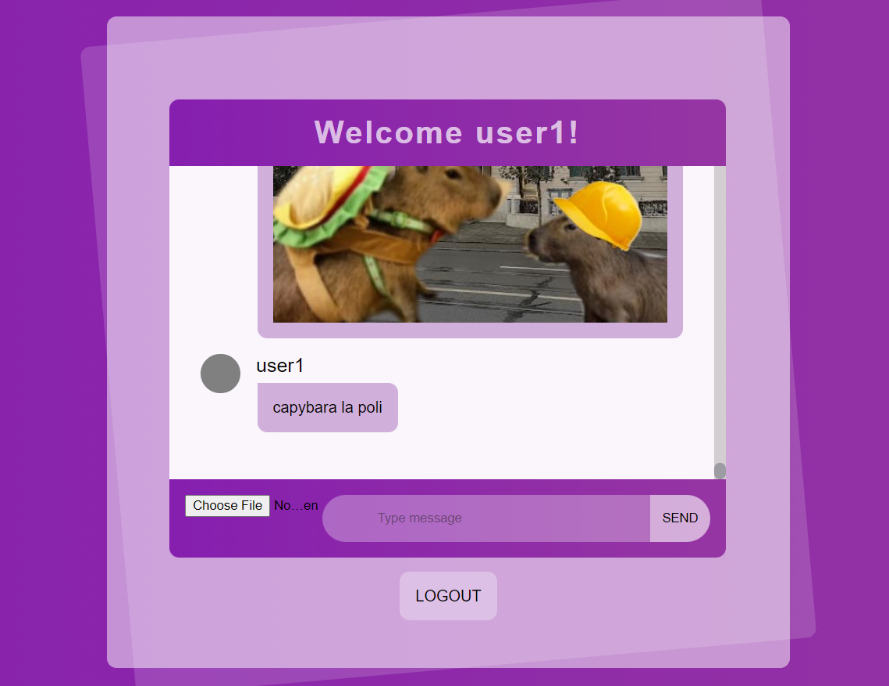 Welcome user1!
user1
capybara la poli
Choose File No...en
Type message
SEND
LOGOUT